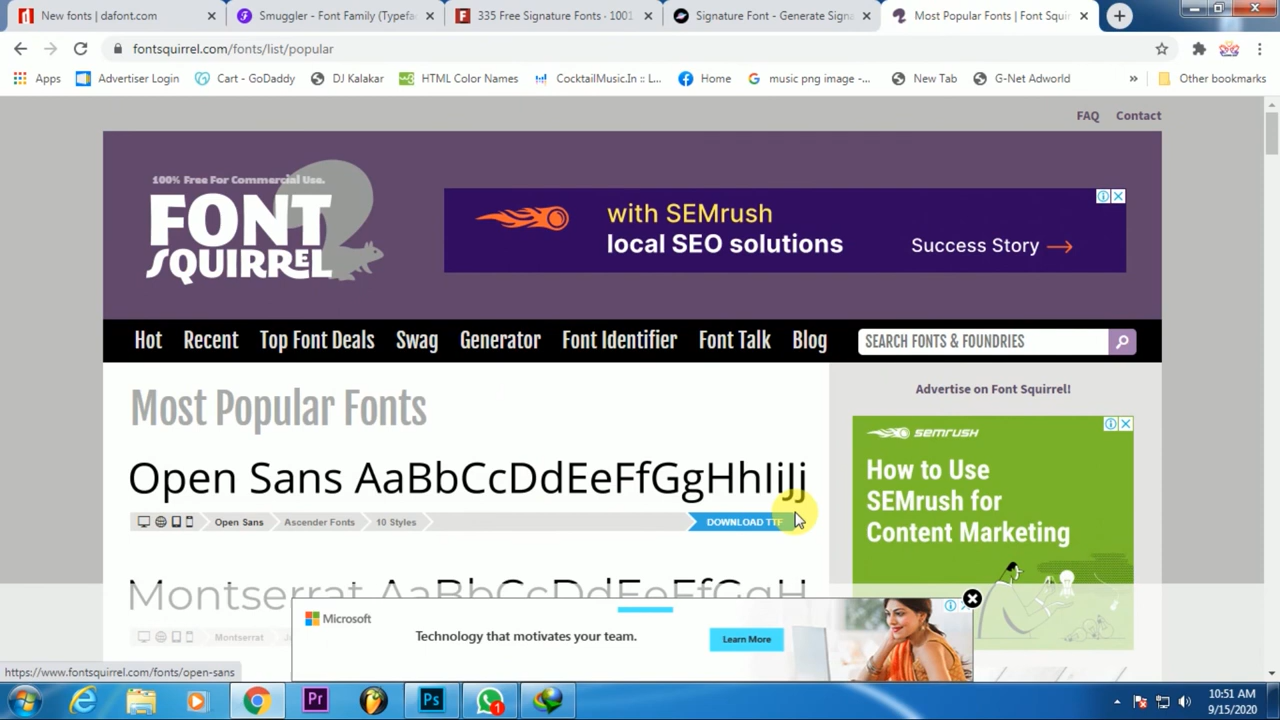 New fonts | dafont.com
Smuggler - Font Family (Typefa
335 Free Signature Fonts · 1001
Signature Font - Generate Signa
Most Popular Fonts | Font Squir
fontsquirrel.com/fonts/list/popular
Apps
Advertiser Login
Cart - GoDaddy
DJ Kalakar
HTML Color Names
CocktailMusic.In :: L...
Home
music png image -...
New Tab
G-Net Adworld
»
Other bookmarks
FAQ
Contact
100% Free For Commercial Use.
FONT
SQUIRREL
with SEMrush
local SEO solutions
Success Story →
Hot
Recent
Top Font Deals
Swag
Generator
Font Identifier
Font Talk
Blog
SEARCH FONTS & FOUNDRIES
Most Popular Fonts
Advertise on Font Squirrel!
SEMRUSH
How to Use
SEMrush for
Content Marketing
Open Sans AaBbCcDdEeFfGgHhIiJj
Open Sans
Ascender Fonts
10 Styles
DOWNLOAD TTF
Montserrat AaBbCcDdEeFfGgH
Montserrat
Microsoft
Technology that motivates your team.
Learn More
https://www.fontsquirrel.com/fonts/open-sans
Pr
Ps
1
10:51 AM
9/15/2020